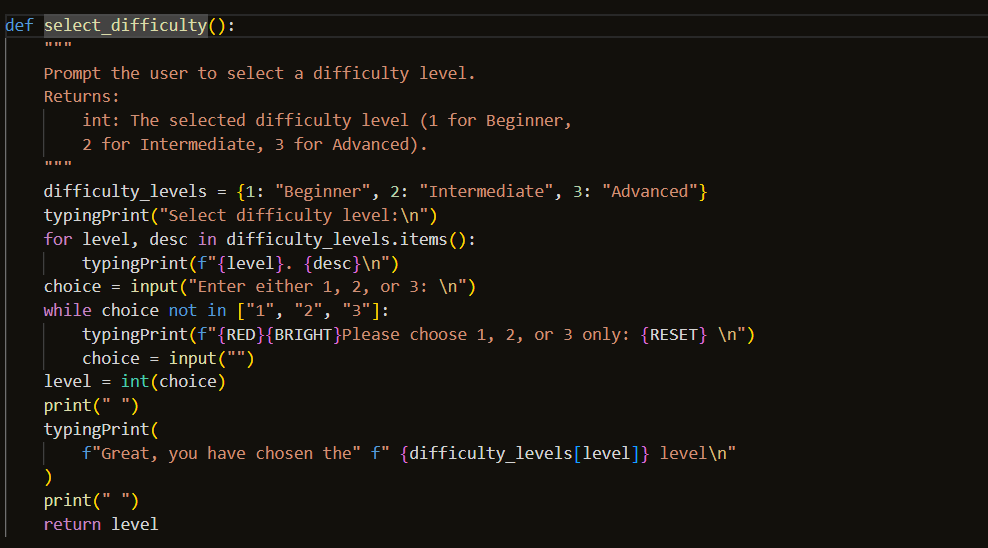 def select_difficulty():
    """
    Prompt the user to select a difficulty level.
    Returns:
        int: The selected difficulty level (1 for Beginner,
        2 for Intermediate, 3 for Advanced).
    """
    difficulty_levels = {1: "Beginner", 2: "Intermediate", 3: "Advanced"}
    typingPrint("Select difficulty level:\n")
    for level, desc in difficulty_levels.items():
        typingPrint(f"{level}. {desc}\n")
    choice = input("Enter either 1, 2, or 3: \n")
    while choice not in ["1", "2", "3"]:
        typingPrint(f"{RED}{BRIGHT}Please choose 1, 2, or 3 only: {RESET} \n")
        choice = input("")
    level = int(choice)
    print(" ")
    typingPrint(
        f"Great, you have chosen the" f" {difficulty_levels[level]} level\n"
    )
    print(" ")
    return level